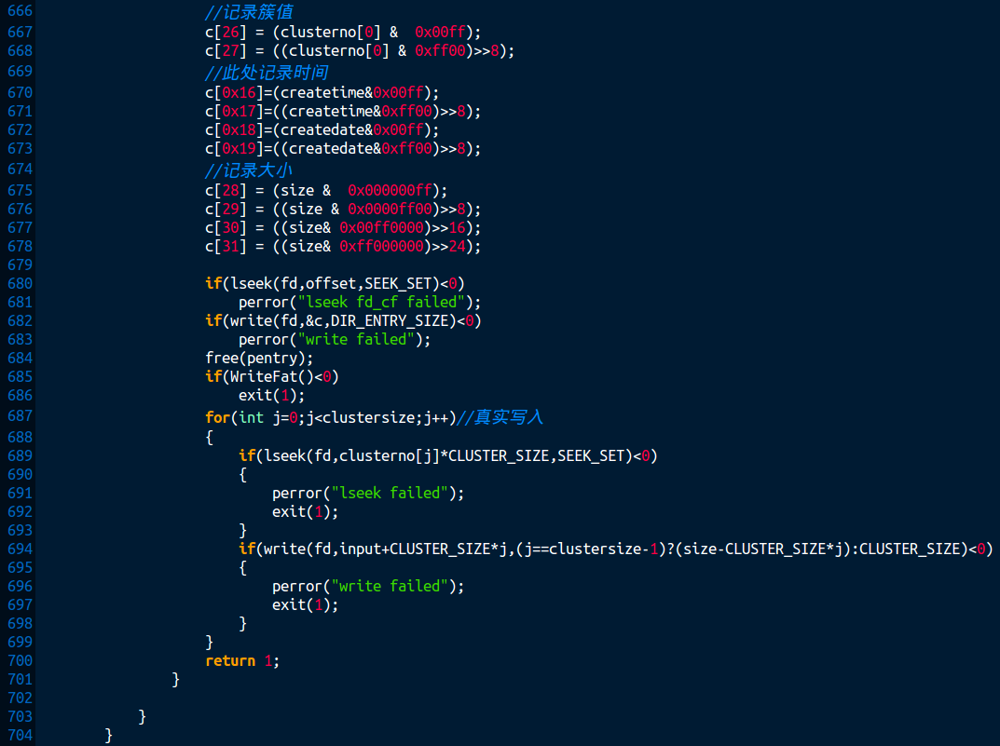 666 //记录簇值
667 c[26] = (clusterno[0] &  0x00ff);
668 c[27] = ((clusterno[0] & 0xff00)>>8);
669 //此处记录时间
670 c[0x16]=(createtime&0x00ff);
671 c[0x17]=((createtime&0xff00)>>8);
672 c[0x18]=(createdate&0x00ff);
673 c[0x19]=((createdate&0xff00)>>8);
674 //记录大小
675 c[28] = (size &  0x000000ff);
676 c[29] = ((size & 0x0000ff00)>>8);
677 c[30] = ((size& 0x00ff0000)>>16);
678 c[31] = ((size& 0xff000000)>>24);
679
680 if(lseek(fd,offset,SEEK_SET)<0)
681     perror("lseek fd_cf failed");
682 if(write(fd,&c,DIR_ENTRY_SIZE)<0)
683     perror("write failed");
684 free(pentry);
685 if(WriteFat()<0)
686     exit(1);
687 for(int j=0;j<clustersize;j++)//真实写入
688 {
689     if(lseek(fd,clusterno[j]*CLUSTER_SIZE,SEEK_SET)<0)
690     {
691         perror("lseek failed");
692         exit(1);
693     }
694     if(write(fd,input+CLUSTER_SIZE*j,(j==clustersize-1)?(size-CLUSTER_SIZE*j):CLUSTER_SIZE)<0)
695     {
696         perror("write failed");
697         exit(1);
698     }
699 }
700 return 1;
701 }
702
703 }
704 }